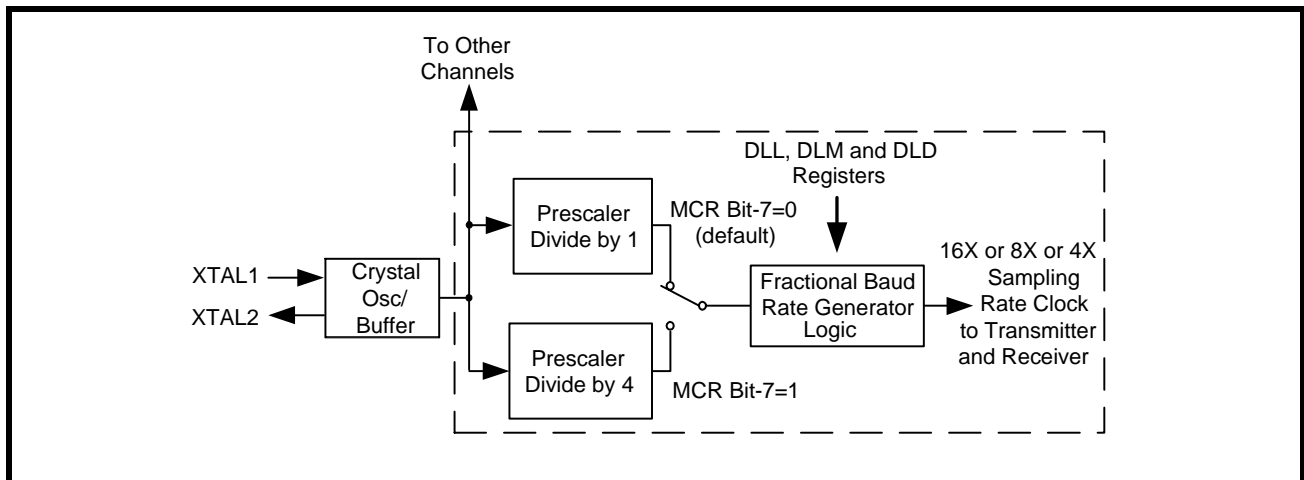 To Other
Channels
DLL, DLM and DLD
Registers
Prescaler
Divide by 1
MCR Bit-7=0
(default)
XTAL1
XTAL2
Crystal
Osc/
Buffer
Fractional Baud
Rate Generator
Logic
16X or 8X or 4X
Sampling
Rate Clock
to Transmitter
and Receiver
Prescaler
Divide by 4
MCR Bit-7=1